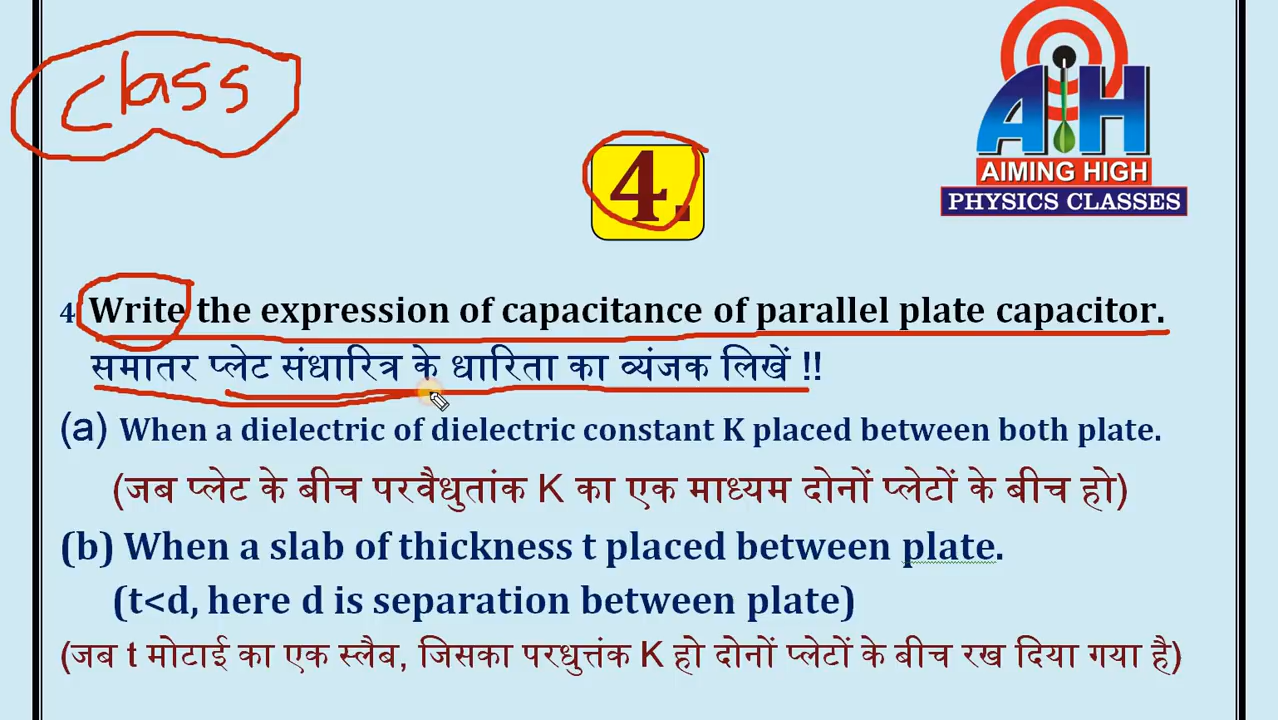 class
AH
AIMING HIGH
PHYSICS CLASSES
4.
4 Write the expression of capacitance of parallel plate capacitor.
समातर प्लेट संधारित्र के धारिता का व्यंजक लिखें !!
(a) When a dielectric of dielectric constant K placed between both plate.
(जब प्लेट के बीच परवैधुतांक K का एक माध्यम दोनों प्लेटों के बीच हो)
(b) When a slab of thickness t placed between plate.
(t<d, here d is separation between plate)
(जब t मोटाई का एक स्लैब, जिसका परधुत्तंक K हो दोनों प्लेटों के बीच रख दिया गया है)